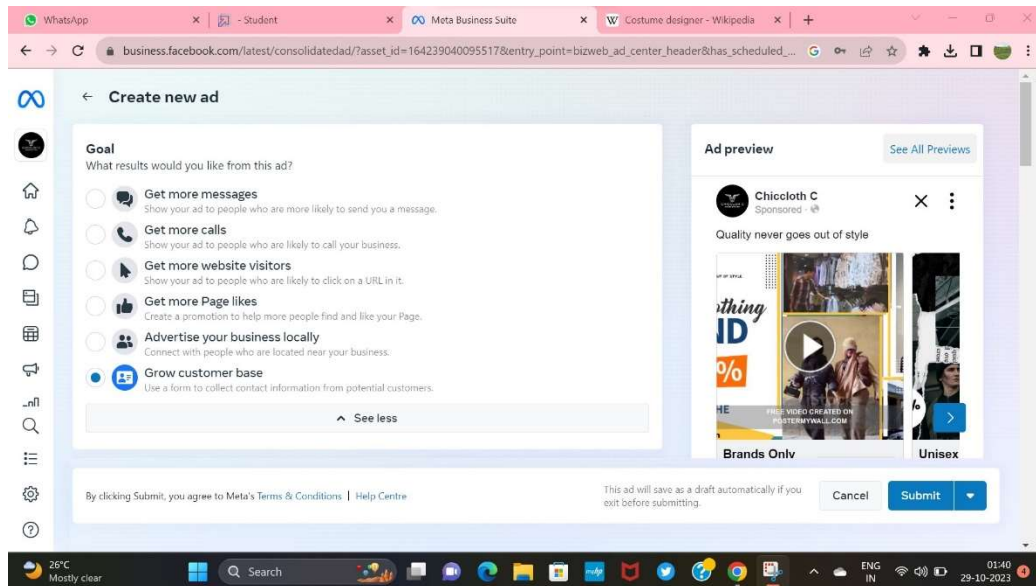 WhatsApp
- Student
Meta Business Suite
W Costume designer - Wikipedia
business.facebook.com/latest/consolidatedad/?asset_id=164239040095517&entry_point=bizweb_ad_center_header&has_scheduled_...
Create new ad
Goal
What results would you like from this ad?
Get more messages
Show your ad to people who are more likely to send you a message.
Get more calls
Show your ad to people who are likely to call your business.
Get more website visitors
Show your ad to people who are likely to click on a URL in it.
Get more Page likes
Create a promotion to help more people find and like your Page.
Advertise your business locally
Connect with people who are located near your business.
Grow customer base
Use a form to collect contact information from potential customers.
See less
Ad preview
See All Previews
Chiccloth C
Sponsored ·
Quality never goes out of style
othing
ND
%
HE
FREE VIDEO CREATED ON
POSTERMYWALL.COM
Brands Only
Unisex
By clicking Submit, you agree to Meta's Terms & Conditions | Help Centre
This ad will save as a draft automatically if you
exit before submitting.
Cancel
Submit
26°C
Mostly clear
Search
ENG
IN
01:40
29-10-2023
4